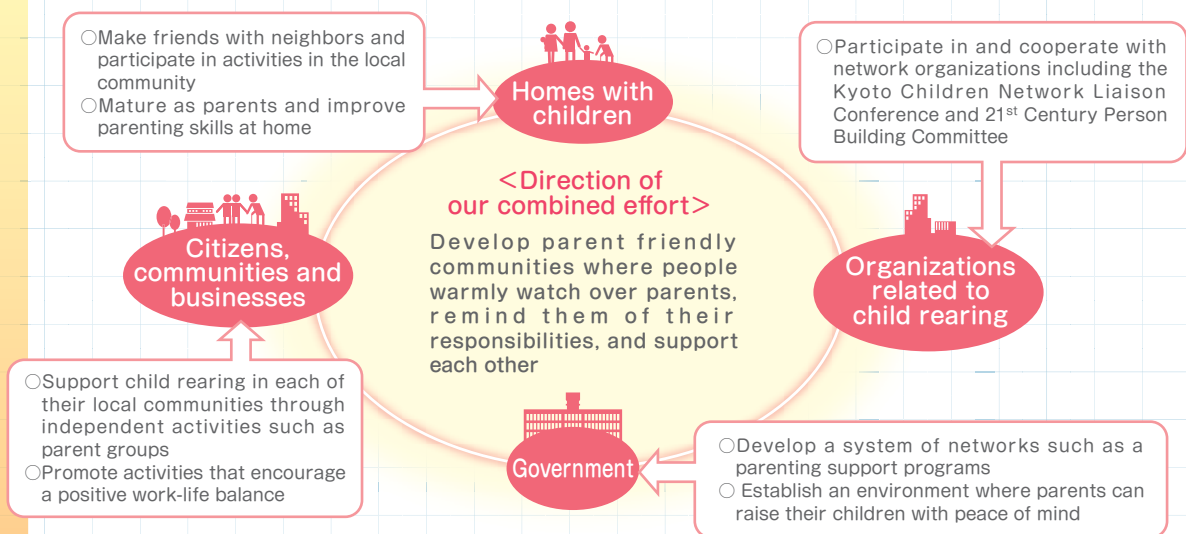 ○Make friends with neighbors and
participate in activities in the local
community
○Mature as parents and improve
parenting skills at home
Homes with
children
○Participate in and cooperate with
network organizations including the
Kyoto Children Network Liaison
Conference and 21st Century Person
Building Committee
<Direction of
our combined effort>
Develop parent friendly
communities where people
warmly watch over parents,
remind them of their
responsibilities, and support
each other
Citizens,
communities and
businesses
Organizations
related to
child rearing
○Support child rearing in each of
their local communities through
independent activities such as
parent groups
○Promote activities that encourage
a positive work-life balance
Government
○Develop a system of networks such as a
parenting support programs
○ Establish an environment where parents can
raise their children with peace of mind